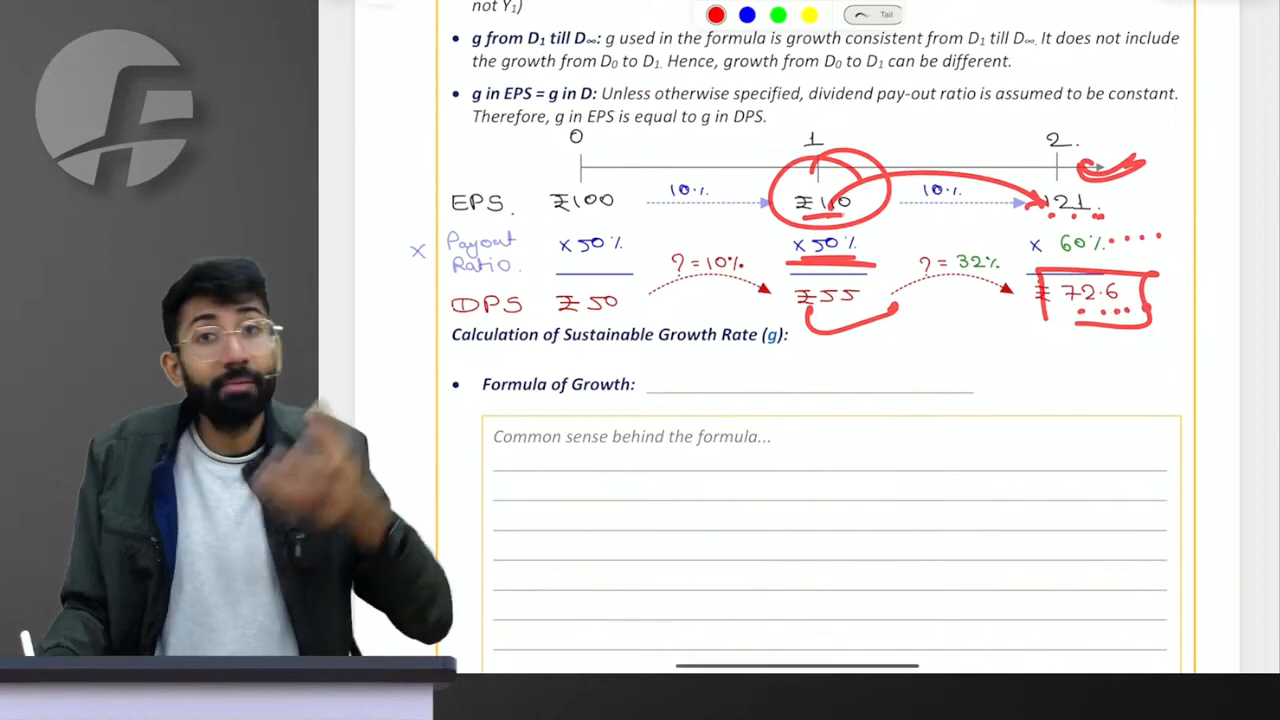 not Y₁)
Tail
• g from D₁ till D∞: g used in the formula is growth consistent from D₁ till D∞. It does not include
the growth from D₀ to D₁. Hence, growth from D₀ to D₁ can be different.
• g in EPS = g in D: Unless otherwise specified, dividend pay-out ratio is assumed to be constant.
Therefore, g in EPS is equal to g in DPS.
0 1 2.
EPS. ₹100 10% ₹110 10% 121.
x Payout Ratio. x 50% x 50% x 60%
? = 10% ? = 32%
DPS ₹50 ₹55 ₹ 72.6
Calculation of Sustainable Growth Rate (g):
• Formula of Growth:
Common sense behind the formula...